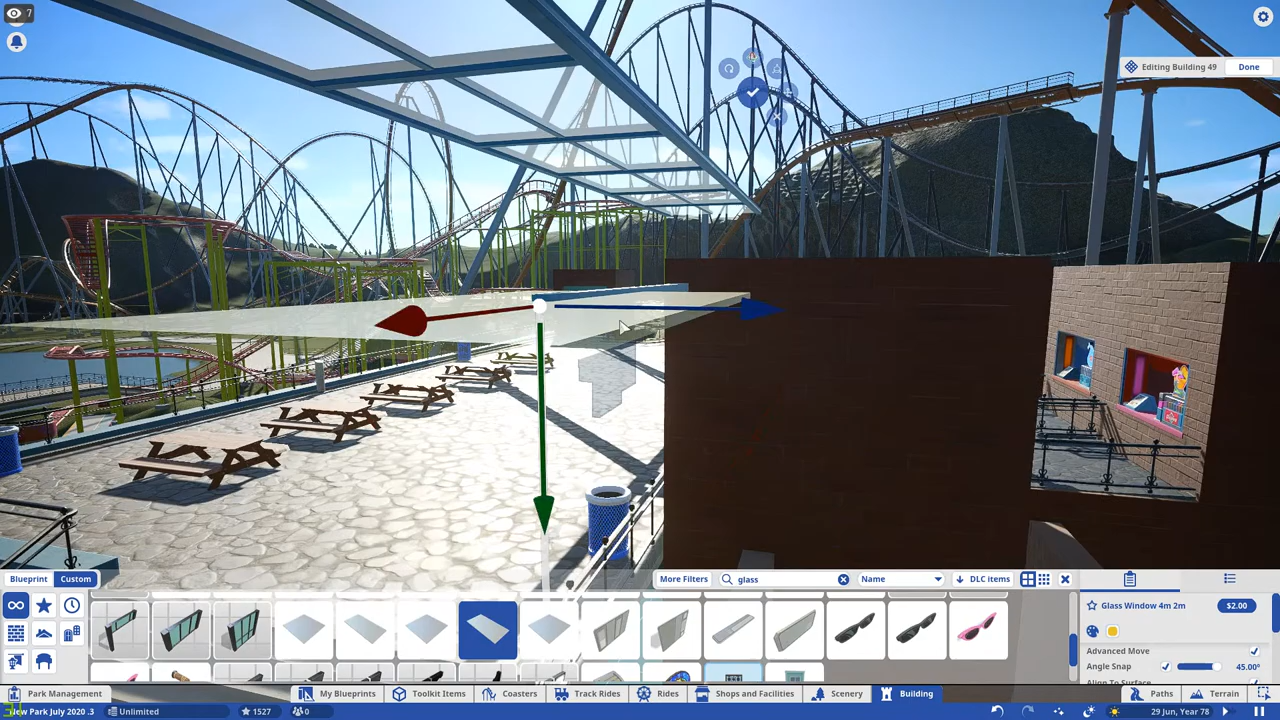 7
Editing Building 49
Done
Blueprint
Custom
More Filters
glass
Name
DLC items
Glass Window 4m 2m
$2.00
Advanced Move
Angle Snap
45.00°
Park Management
My Blueprints
Toolkit Items
Coasters
Track Rides
Rides
Shops and Facilities
Scenery
Building
Paths
Terrain
New Park July 2020 .3
Unlimited
1527
0
29 Jun, Year 78